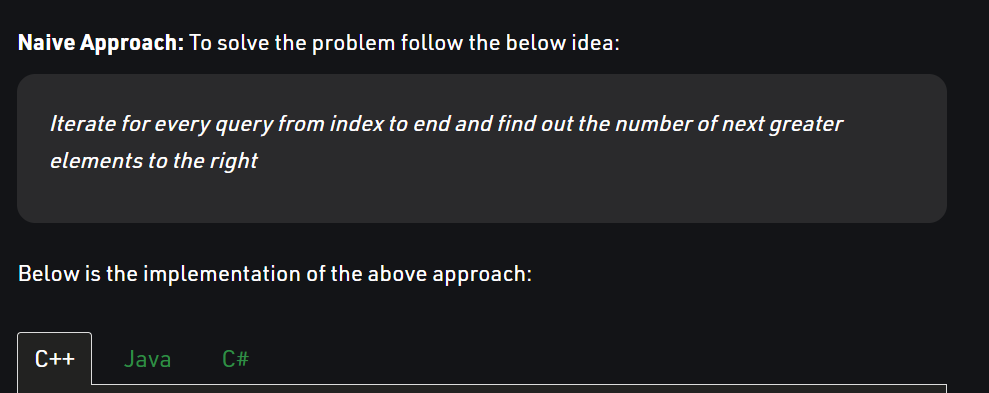 Naive Approach: To solve the problem follow the below idea:
Iterate for every query from index to end and find out the number of next greater
elements to the right
Below is the implementation of the above approach:
C++ Java C#